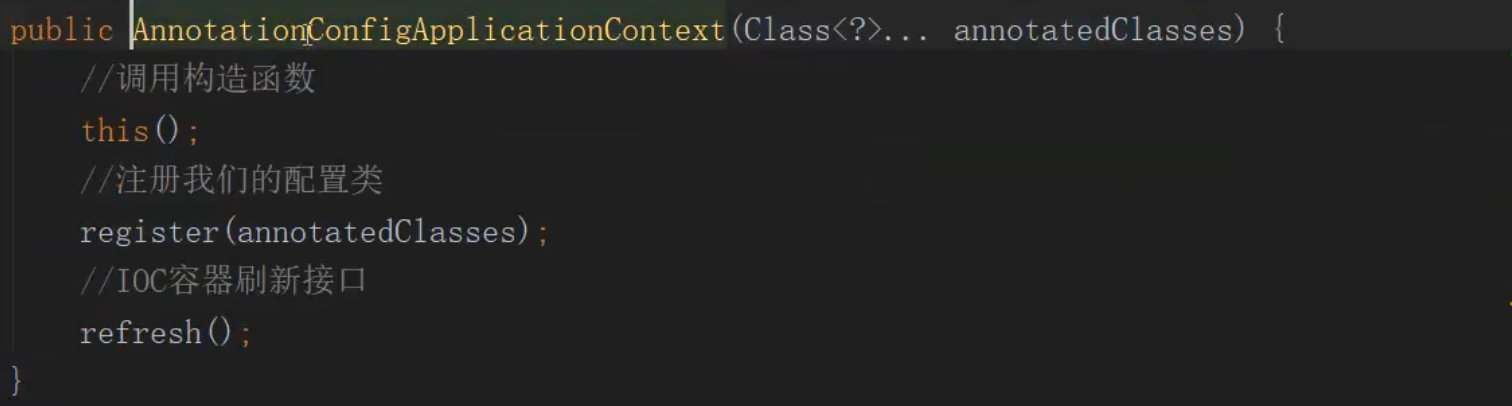 public AnnotationConfigApplicationContext(Class<?>... annotatedClasses) {
//调用构造函数
this();
//注册我们的配置类
register(annotatedClasses);
//IOC容器刷新接口
refresh();
}